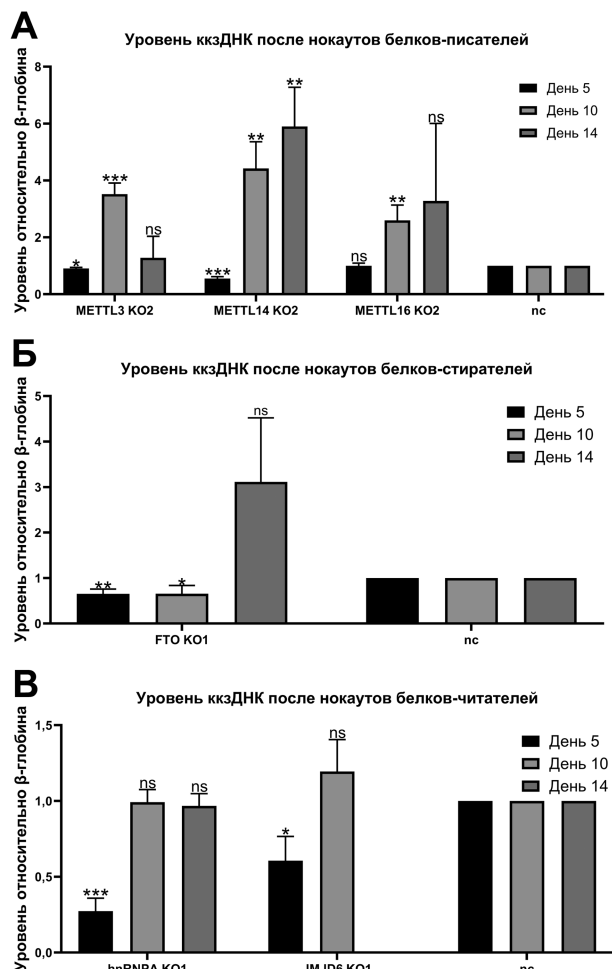 А
Уровень ккзДНК после нокаутов белков-писателей
Уровень относительно β-глобина
8
6
4
2
0
*
***
ns
***
**
**
ns
**
ns
METTL3 KO2
METTL14 KO2
METTL16 KO2
nc
День 5
День 10
День 14
Б
Уровень ккзДНК после нокаутов белков-стирателей
Уровень относительно β-глобина
5
4
3
2
1
0
**
*
ns
FTO KO1
nc
День 5
День 10
День 14
В
Уровень ккзДНК после нокаутов белков-читателей
Уровень относительно β-глобина
1,5
1,0
0,5
0,0
***
ns
ns
*
ns
hnRNPA KO1
JMJD6 KO1
nc
День 5
День 10
День 14